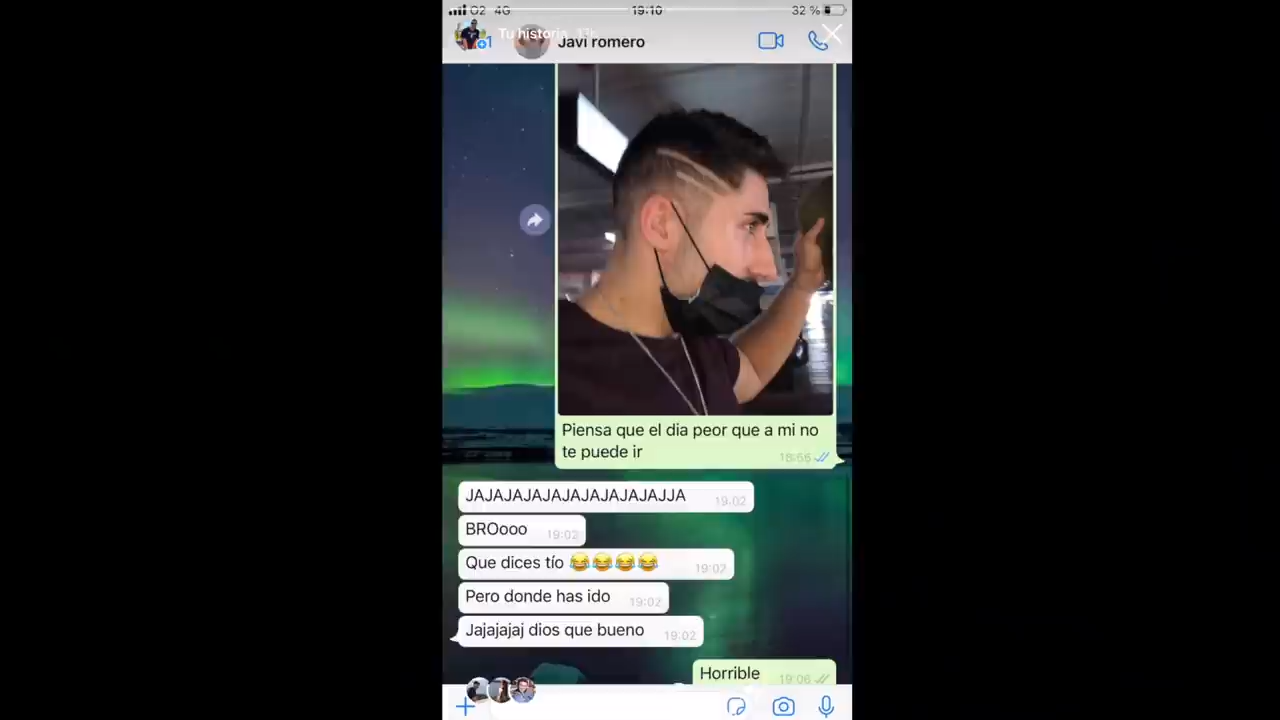 O2 4G 19:10 32 %
Tu historia
Javi romero
Piensa que el dia peor que a mi no
te puede ir
18:56
JAJAJAJAJAJAJAJAJAJJA 19:02
BROooo 19:02
Que dices tío 😂😂😂😂 19:02
Pero donde has ido 19:02
Jajajajaj dios que bueno 19:02
Horrible 19:06